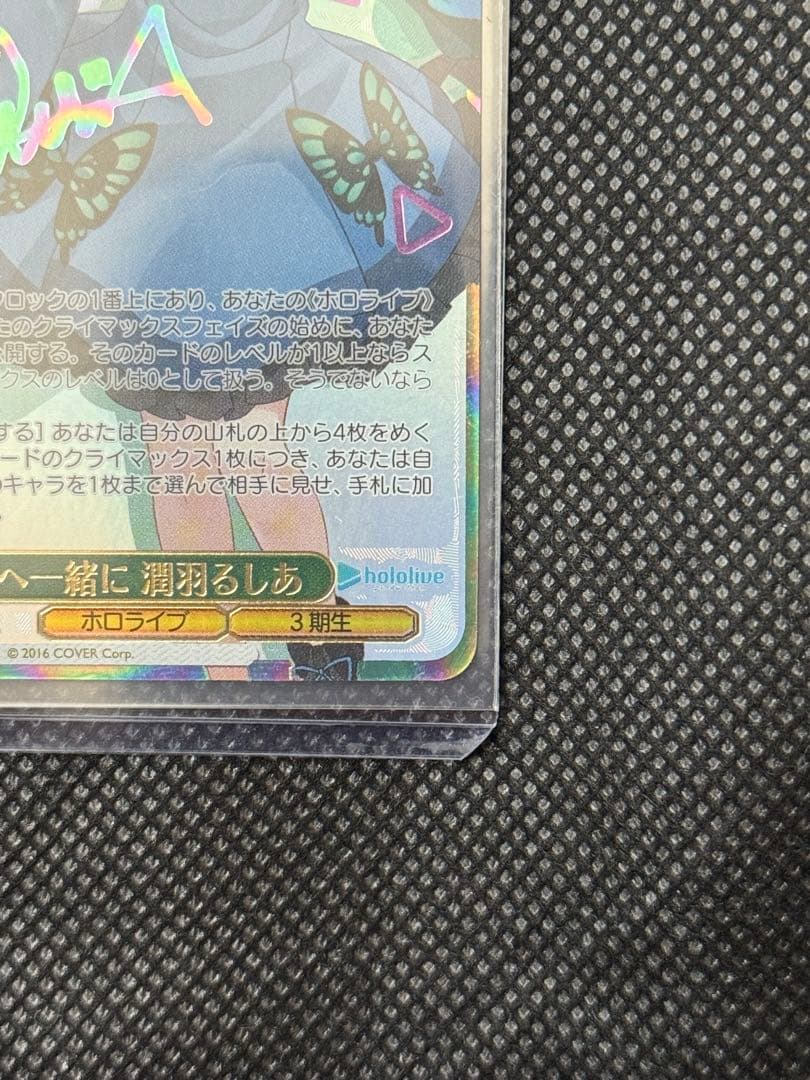 RusiA
クロックの1番上にあり、あなたの《ホロライブ》
たのクライマックスフェイズの始めに、あなた
公開する。そのカードのレベルが1以上ならス
ックスのレベルは0として扱う。そうでないなら
する] あなたは自分の山札の上から4枚をめく
ードのクライマックス1枚につき、あなたは自
のキャラを1枚まで選んで相手に見せ、手札に加
。
へ一緒に 潤羽るしあ
hololive
ホロライブ
3期生
© 2016 COVER Corp.